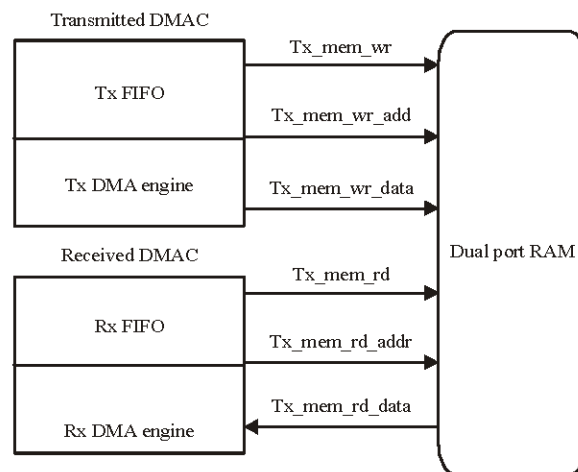 Transmitted DMAC
Tx FIFO
Tx DMA engine
Tx_mem_wr
Tx_mem_wr_add
Tx_mem_wr_data
Received DMAC
Rx FIFO
Rx DMA engine
Tx_mem_rd
Tx_mem_rd_addr
Tx_mem_rd_data
Dual port RAM